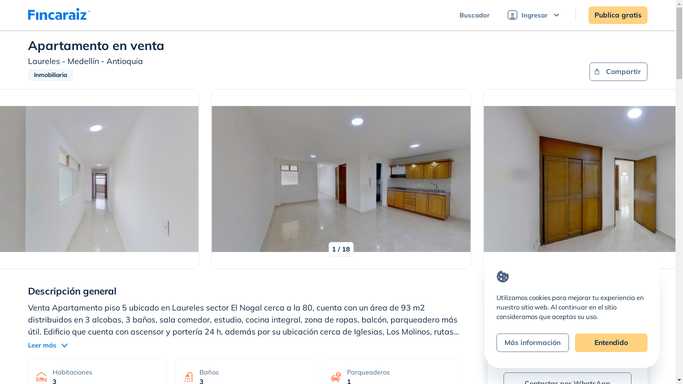 Fincaraiz
Buscador
Ingresar
Publica gratis
Apartamento en venta
Laureles - Medellín - Antioquia
Inmobiliaria
Compartir
1 / 18
Descripción general
Venta Apartamento piso 5 ubicado en Laureles sector El Nogal cerca a la 80, cuenta con un área de 93 m2
distribuidos en 3 alcobas, 3 baños, sala comedor, estudio, cocina integral, zona de ropas, balcón, parqueadero más
útil. Edificio que cuenta con ascensor y portería 24 h, además por su ubicación cerca de Iglesias, Los Molinos, rutas...
Leer más
Habitaciones
3
Baños
3
Parqueaderos
1
Utilizamos cookies para mejorar tu experiencia en
nuestro sitio web. Al continuar en el sitio
consideramos que aceptas su uso.
Más información
Entendido
Contactar por WhatsApp